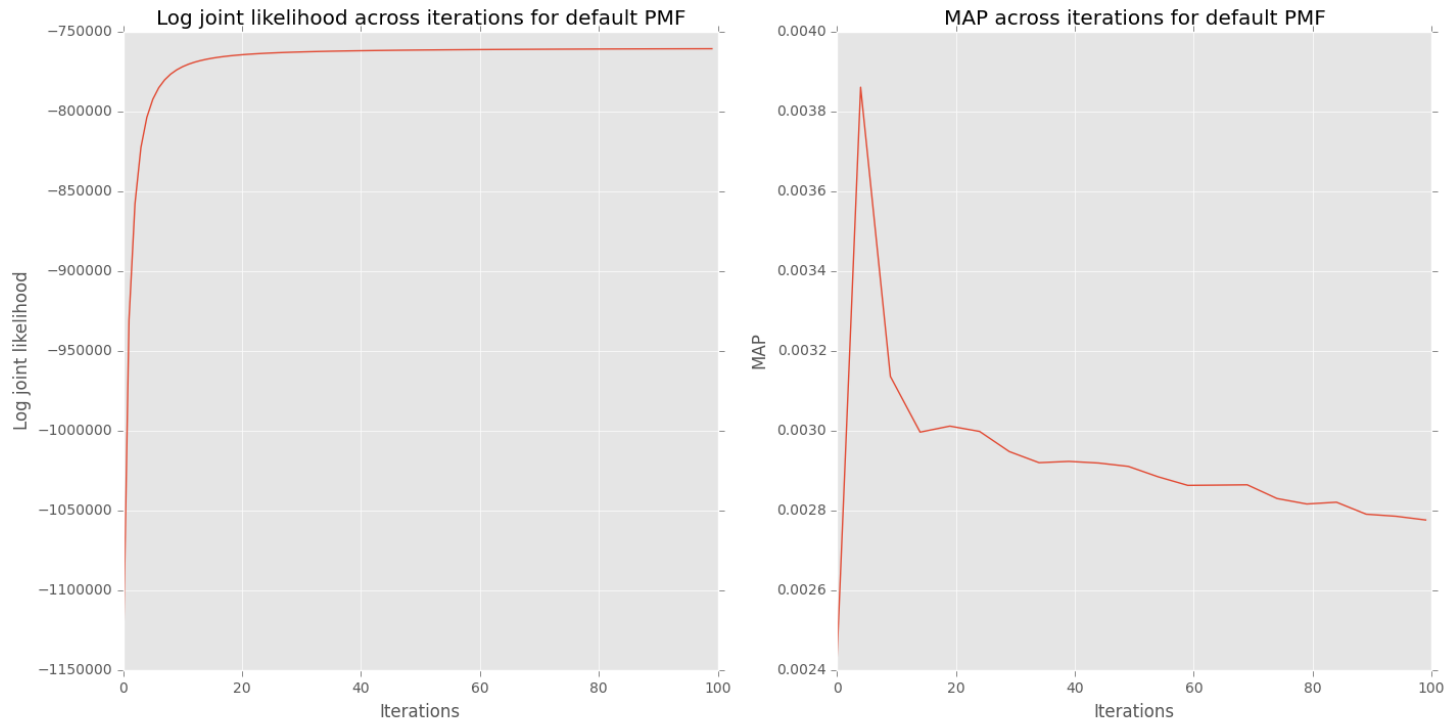 Log joint likelihood across iterations for default PMF
−750000
−800000
−850000
−900000
−950000
−1000000
−1050000
−1100000
−1150000
Log joint likelihood
0 20 40 60 80 100
Iterations
MAP across iterations for default PMF
0.0040
0.0038
0.0036
0.0034
0.0032
0.0030
0.0028
0.0026
0.0024
MAP
0 20 40 60 80 100
Iterations